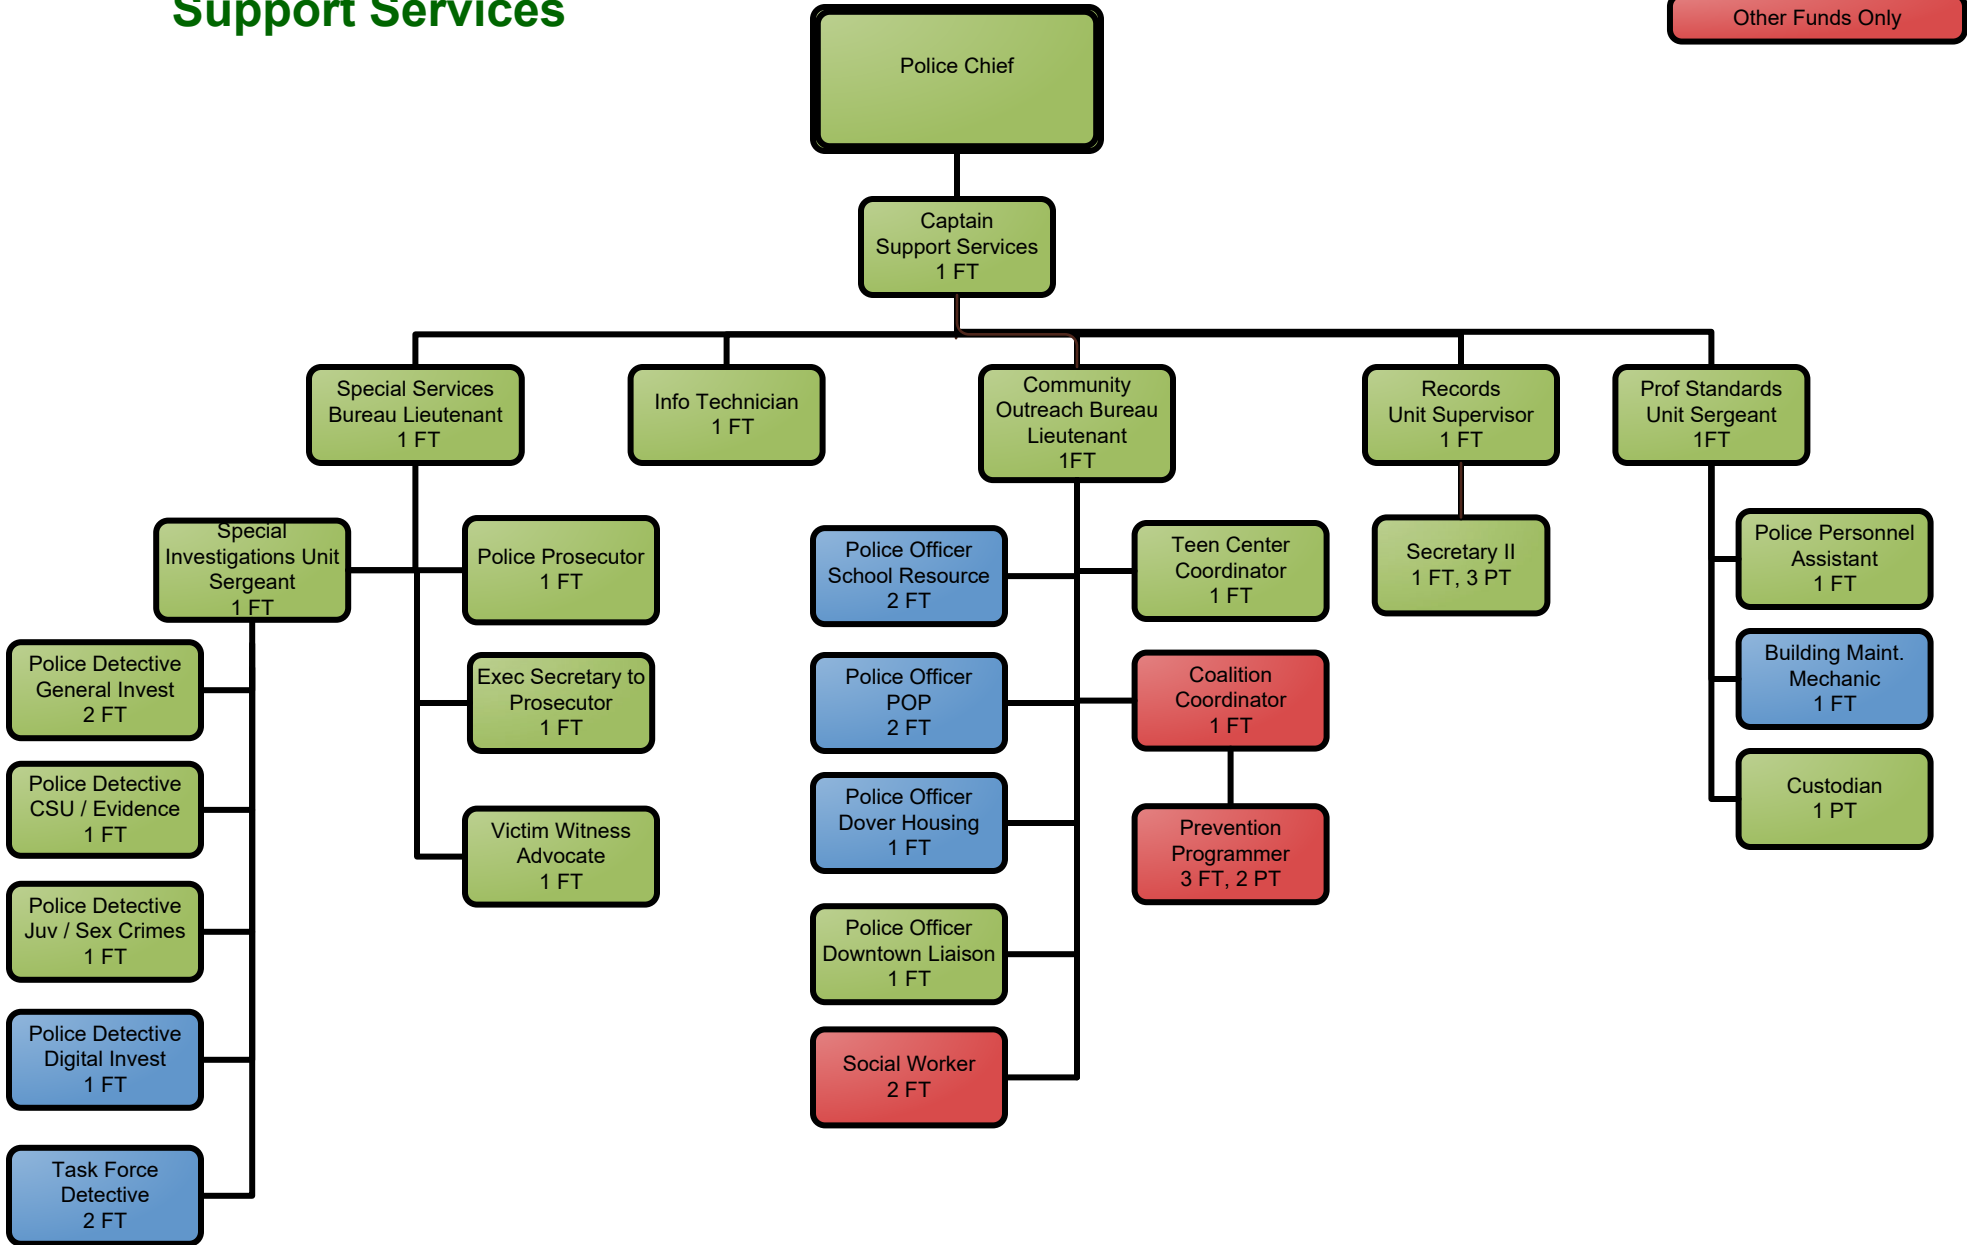 Support Services
Other Funds Only
Police Chief
Captain
Support Services
1 FT
Special Services
Bureau Lieutenant
1 FT
Info Technician
1 FT
Community
Outreach Bureau
Lieutenant
1FT
Records
Unit Supervisor
1 FT
Prof Standards
Unit Sergeant
1FT
Special
Investigations Unit
Sergeant
1 FT
Police Detective
General Invest
2 FT
Police Detective
CSU / Evidence
1 FT
Police Detective
Juv / Sex Crimes
1 FT
Police Detective
Digital Invest
1 FT
Task Force
Detective
2 FT
Police Prosecutor
1 FT
Exec Secretary to
Prosecutor
1 FT
Victim Witness
Advocate
1 FT
Police Officer
School Resource
2 FT
Police Officer
POP
2 FT
Police Officer
Dover Housing
1 FT
Police Officer
Downtown Liaison
1 FT
Social Worker
2 FT
Teen Center
Coordinator
1 FT
Coalition
Coordinator
1 FT
Prevention
Programmer
3 FT, 2 PT
Secretary II
1 FT, 3 PT
Police Personnel
Assistant
1 FT
Building Maint.
Mechanic
1 FT
Custodian
1 PT